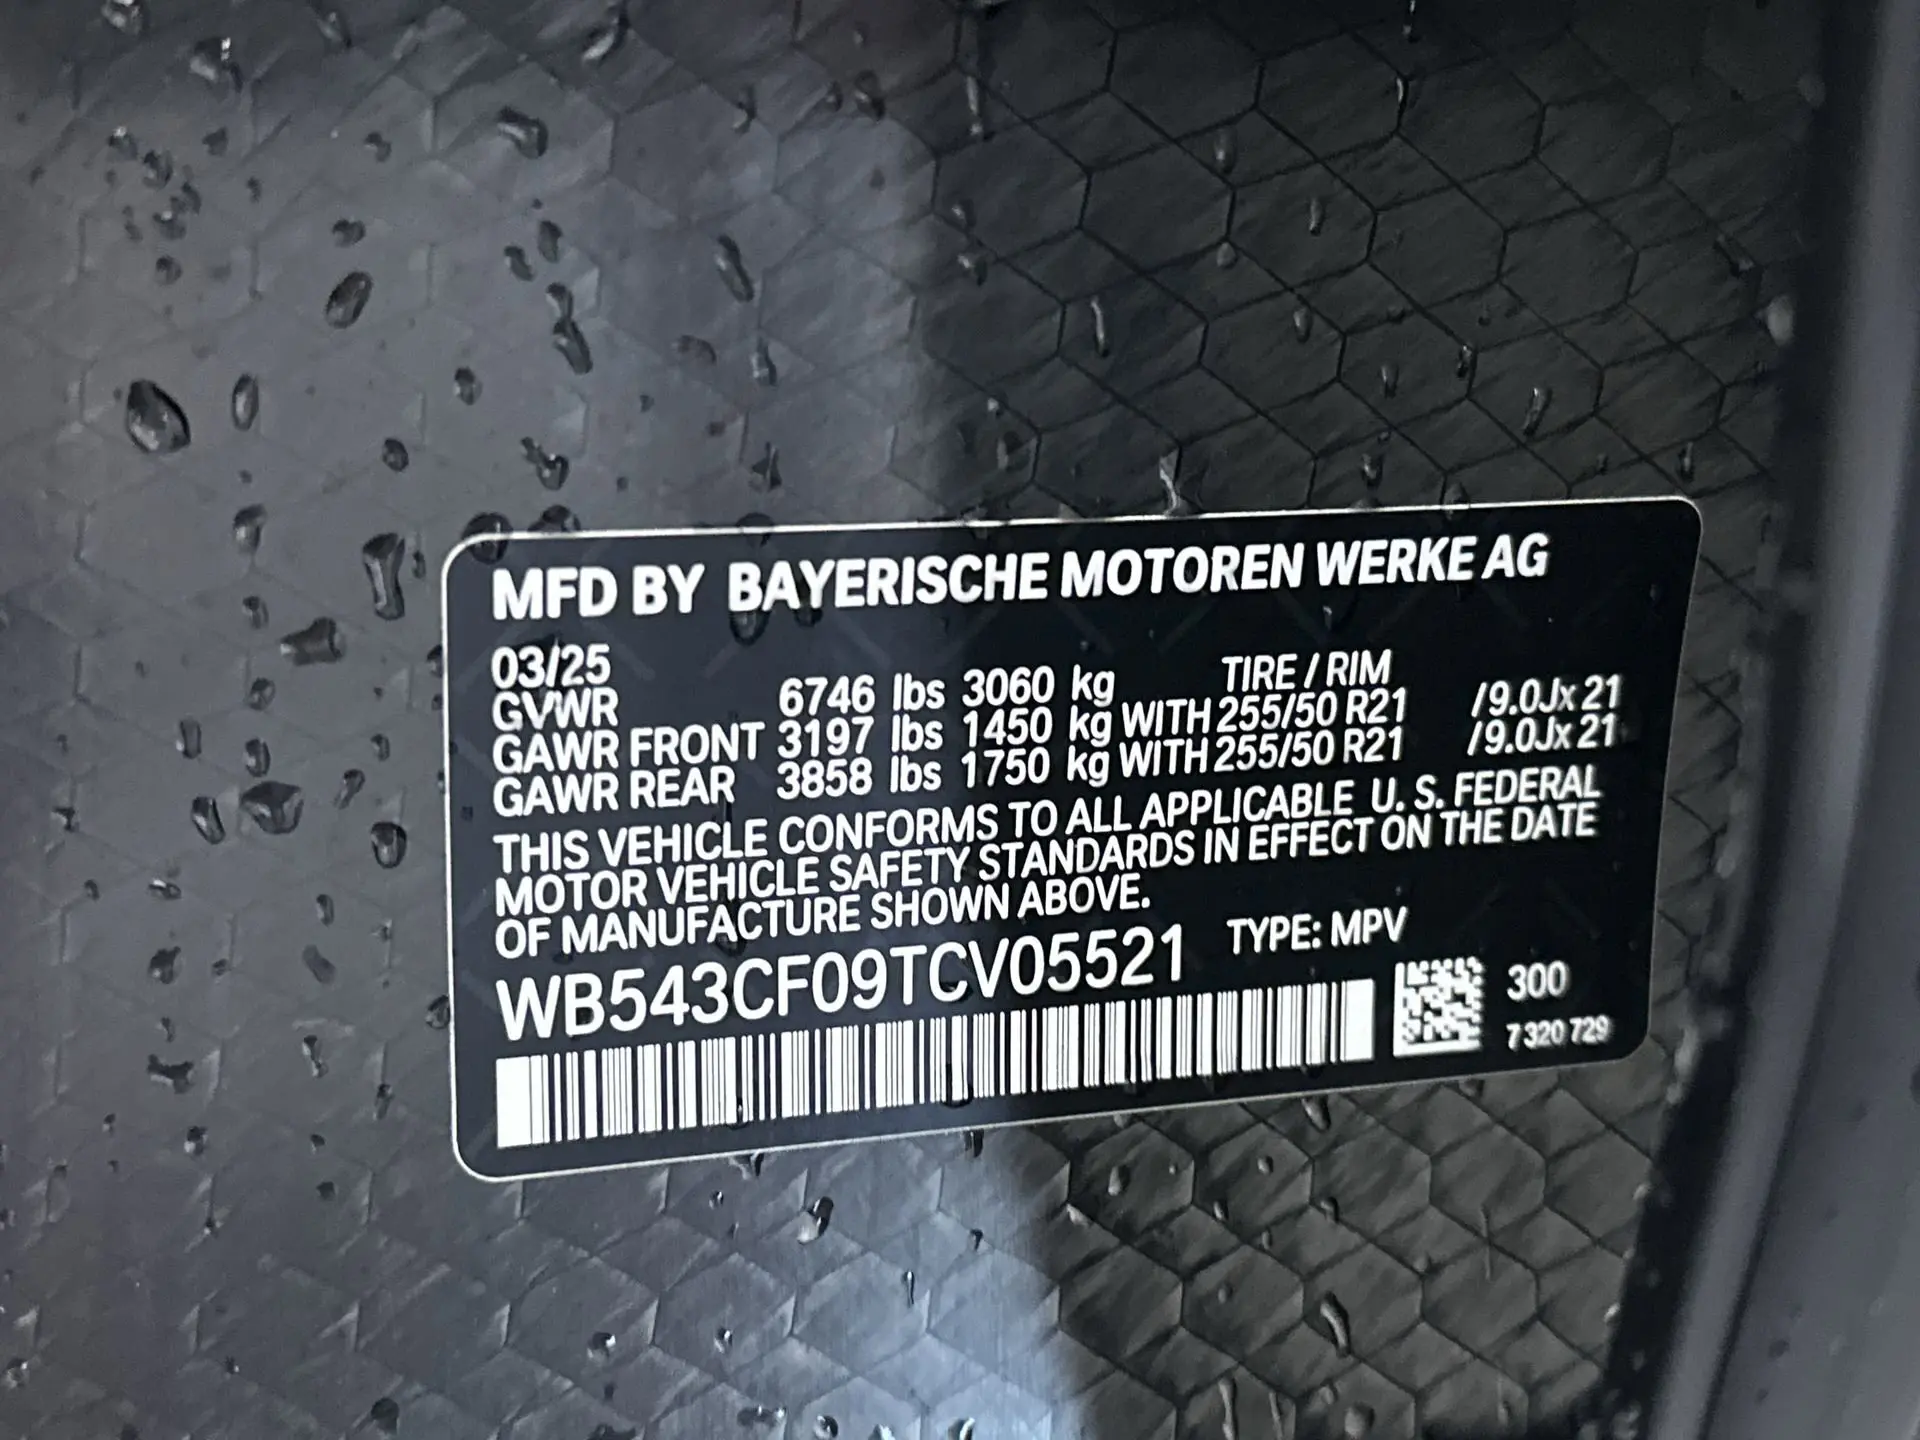 MFD BY BAYERISCHE MOTOREN WERKE AG
03/25 TIRE / RIM
GVWR 6746 lbs 3060 kg
GAWR FRONT 3197 lbs 1450 kg WITH 255/50 R21 /9.0Jx 21
GAWR REAR 3858 lbs 1750 kg WITH 255/50 R21 /9.0Jx 21
THIS VEHICLE CONFORMS TO ALL APPLICABLE U. S. FEDERAL
MOTOR VEHICLE SAFETY STANDARDS IN EFFECT ON THE DATE
OF MANUFACTURE SHOWN ABOVE.
WB543CF09TCV05521 TYPE: MPV
300
7 320 729